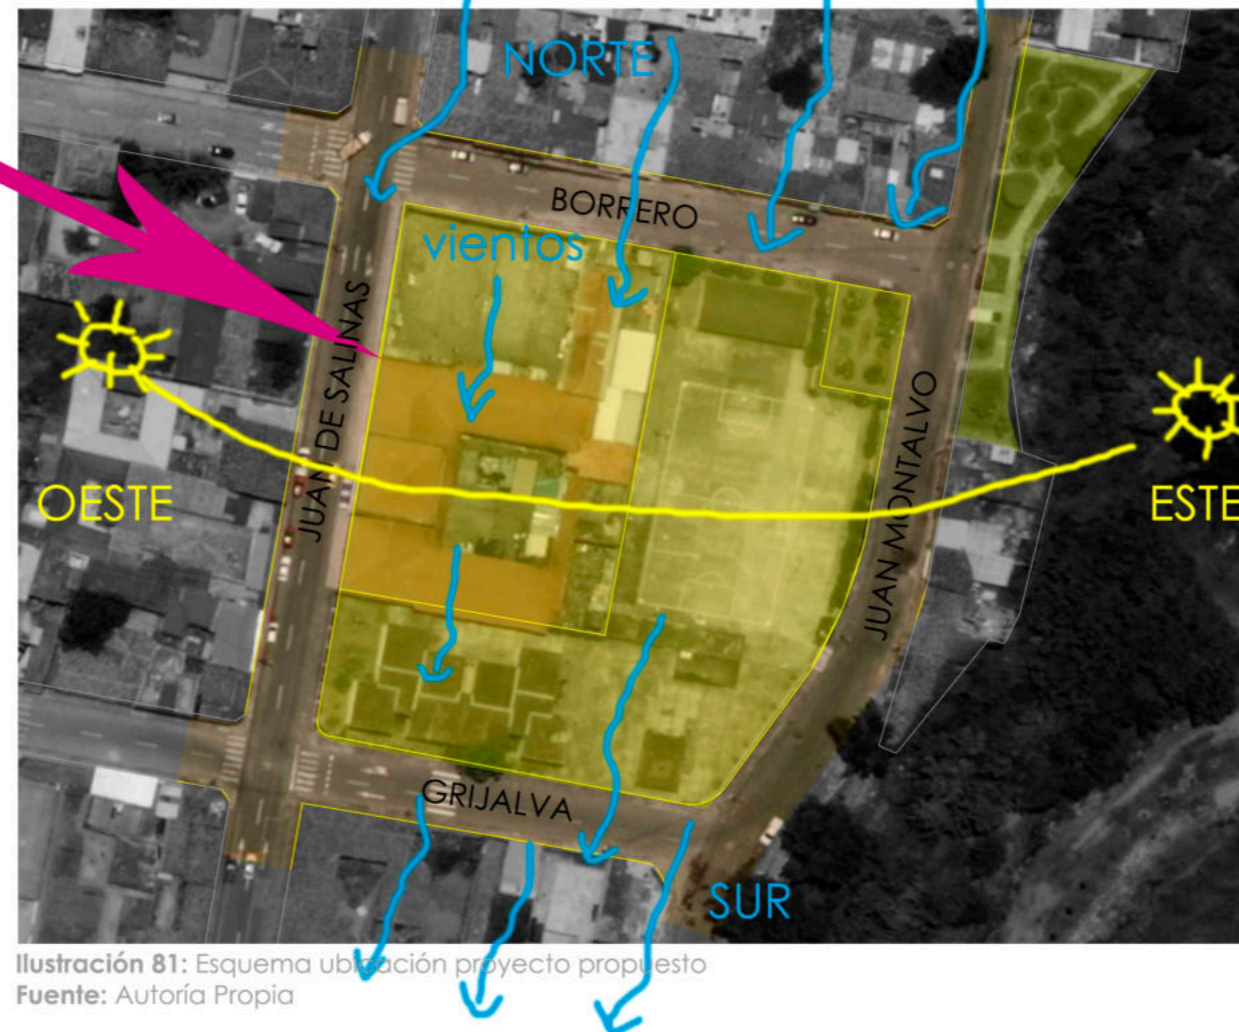 NORTE
BORRERO
vientos
JUAN DE SALINAS
JUAN MONTALVO
OESTE
ESTE
GRIJALVA
SUR
Ilustración 81: Esquema ubicación proyecto propuesto
Fuente: Autoría Propia